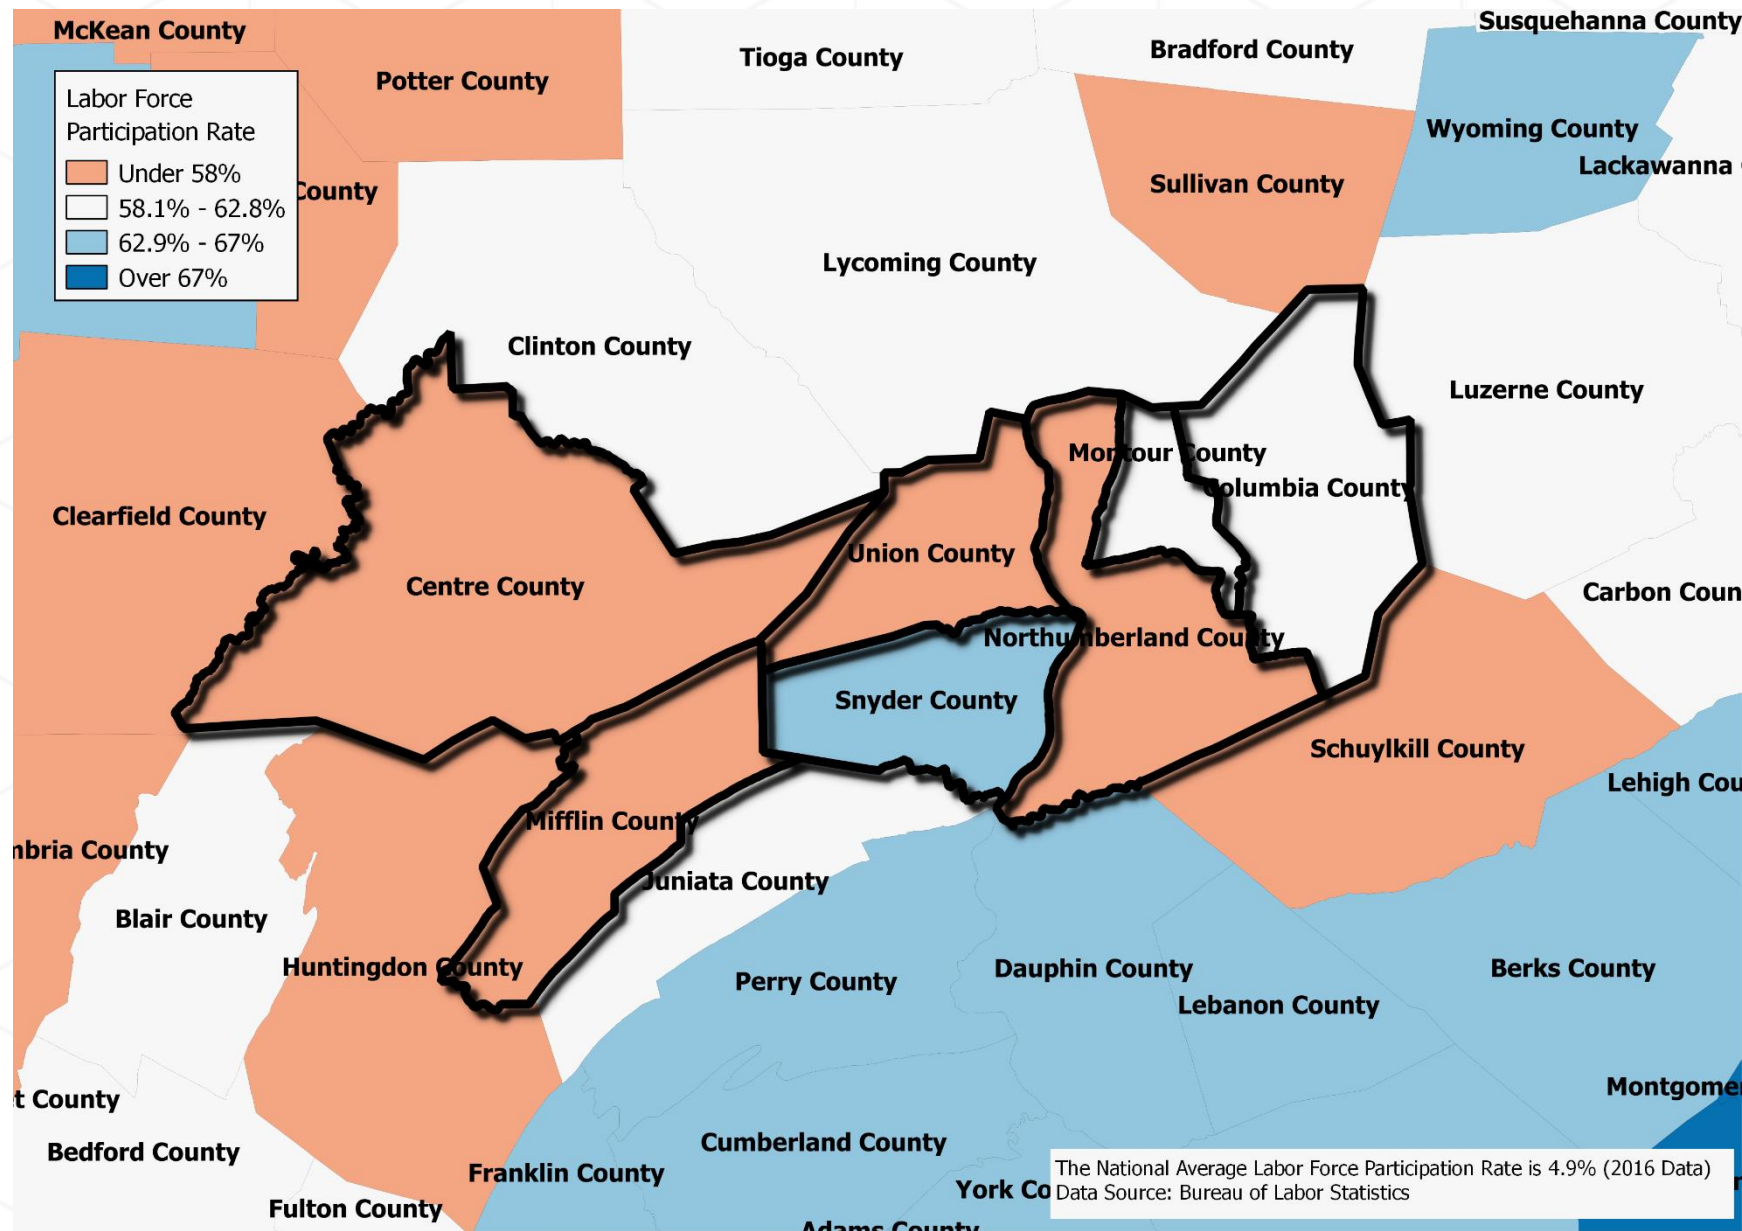 McKean County
Susquehanna County
Tioga County
Bradford County
Potter County
Labor Force
Participation Rate
Under 58%
58.1% - 62.8%
62.9% - 67%
Over 67%
County
Wyoming County
Lackawanna
Sullivan County
Lycoming County
Clinton County
Luzerne County
Montour County
Columbia County
Clearfield County
Union County
Centre County
Carbon Coun
Northumberland County
Snyder County
Schuylkill County
Lehigh Cou
Mifflin County
mbria County
Juniata County
Blair County
Huntingdon County
Perry County
Dauphin County
Berks County
Lebanon County
Montgome
t County
Cumberland County
Bedford County
Franklin County
The National Average Labor Force Participation Rate is 4.9% (2016 Data)
York Co
Data Source: Bureau of Labor Statistics
Fulton County
Adams County